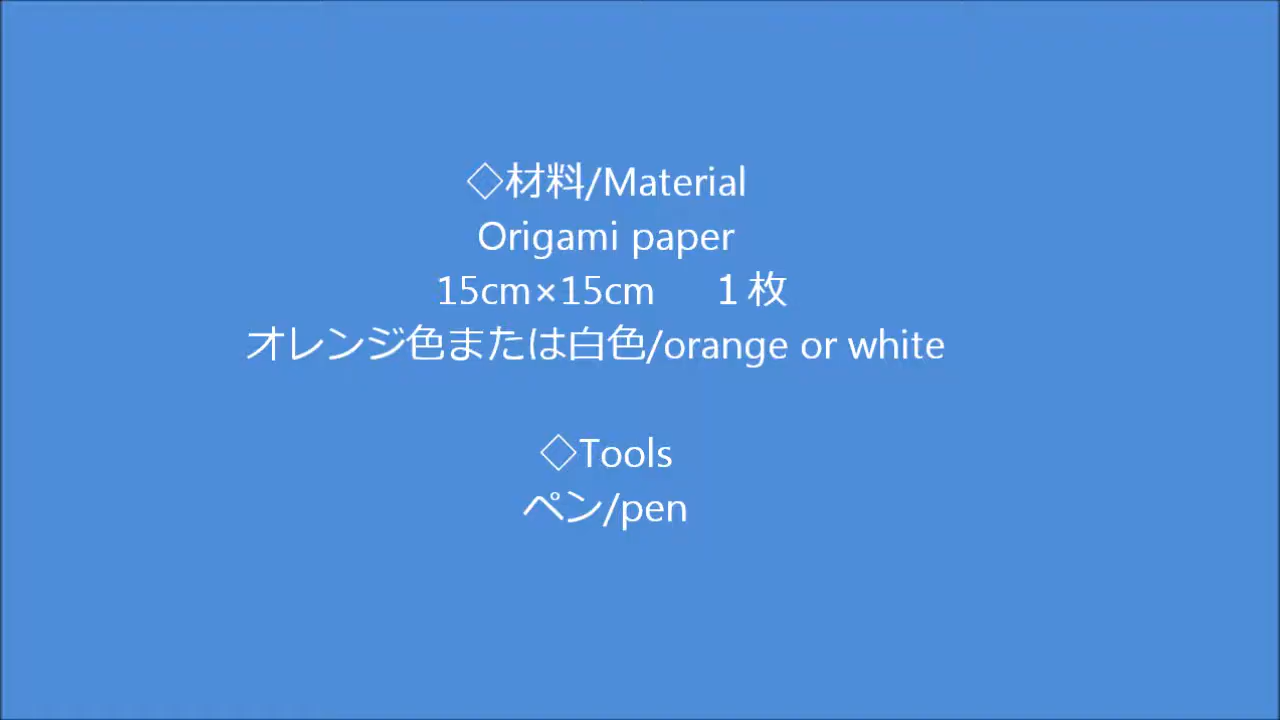 ◇材料/Material
Origami paper
15cm×15cm　１枚
オレンジ色または白色/orange or white
◇Tools
ペン/pen